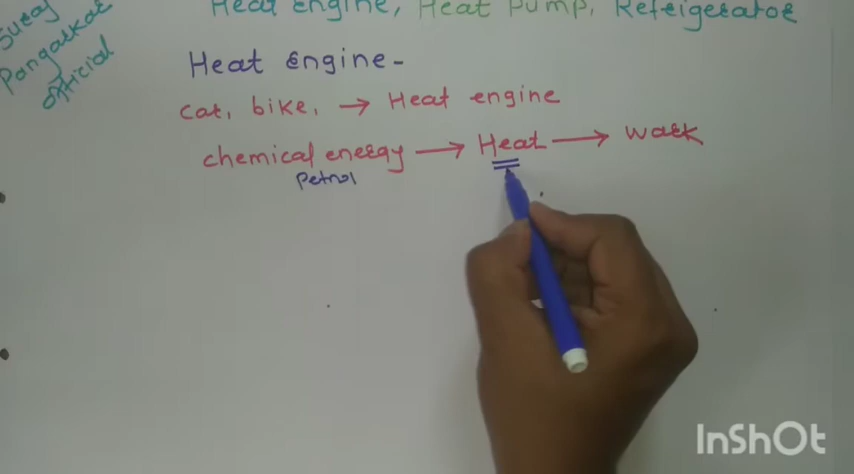 Heat Engine, Heat Pump, Refrigerator
Suraj
Pangalkar
official
Heat Engine -
car, bike, → Heat engine
chemical energy → Heat → work
Petrol
InShOt